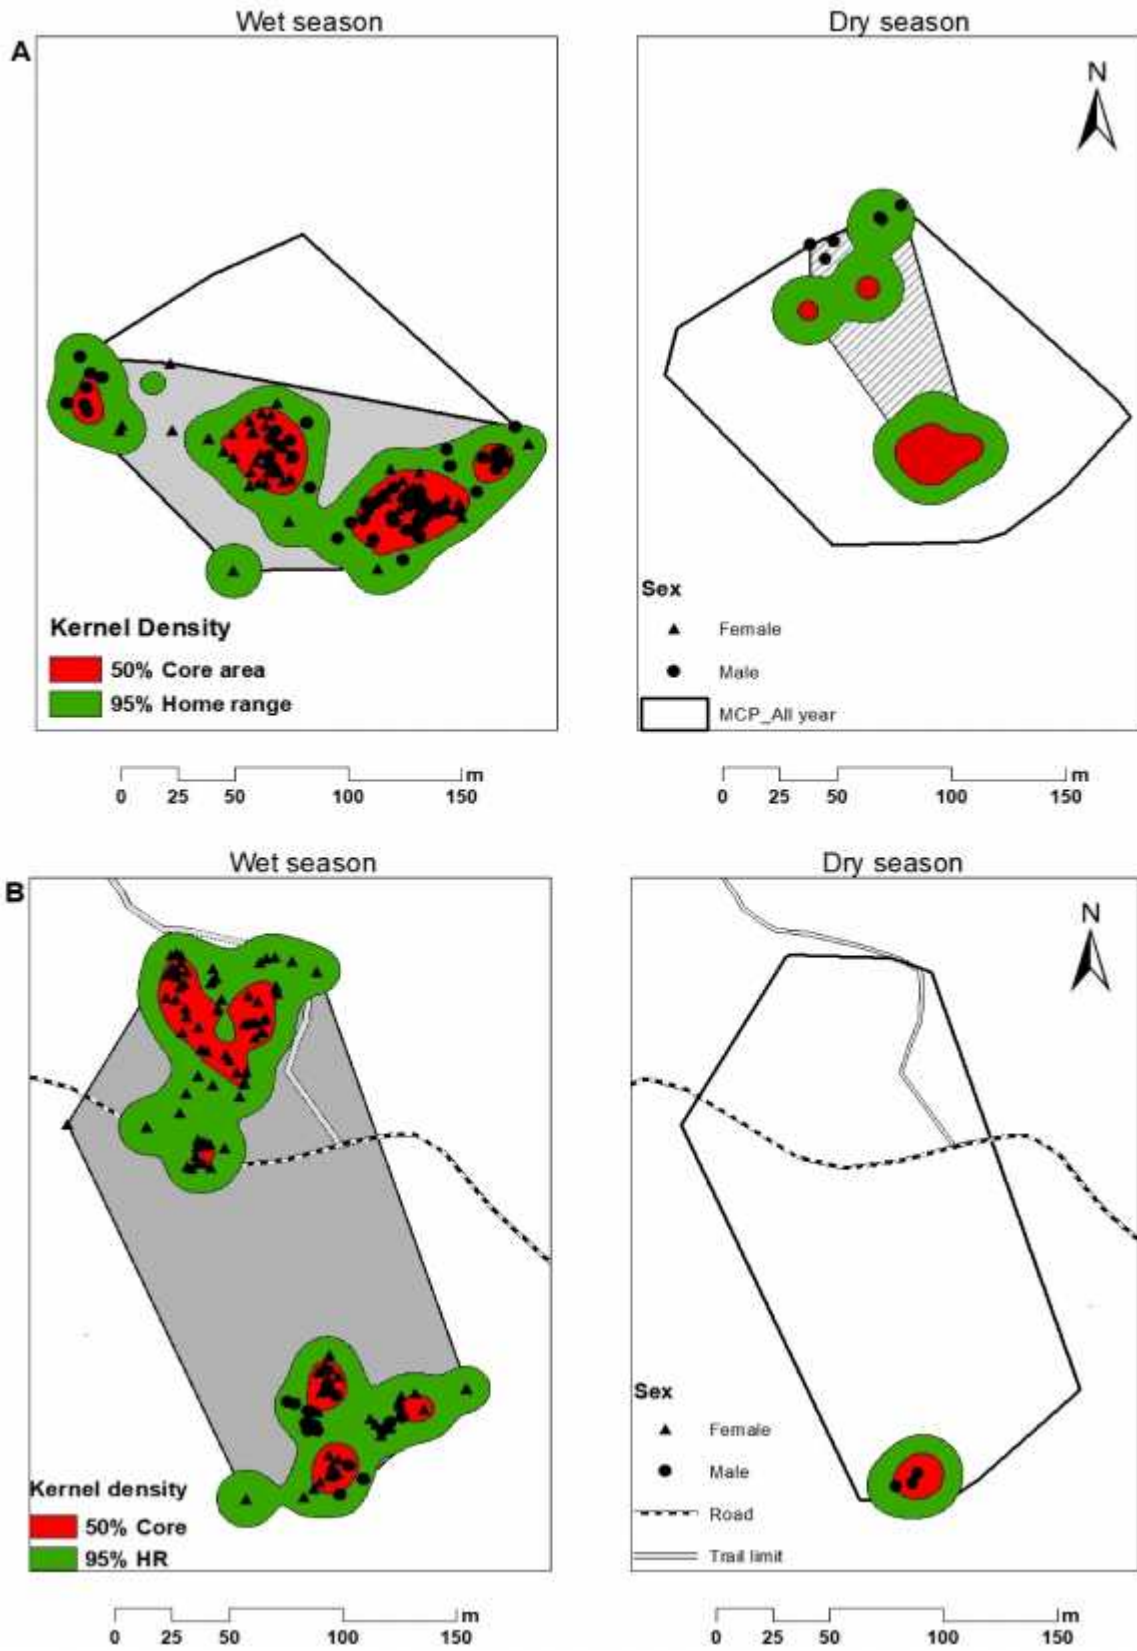 Wet season
Dry season
A
N
Kernel Density
50% Core area
95% Home range
Sex
Female
Male
MCP_All year
0 25 50 100 150 m
0 25 50 100 150 m
Wet season
Dry season
B
N
Kernel density
50% Core
95% HR
Sex
Female
Male
Road
Trail limit
0 25 50 100 150 m
0 25 50 100 150 m